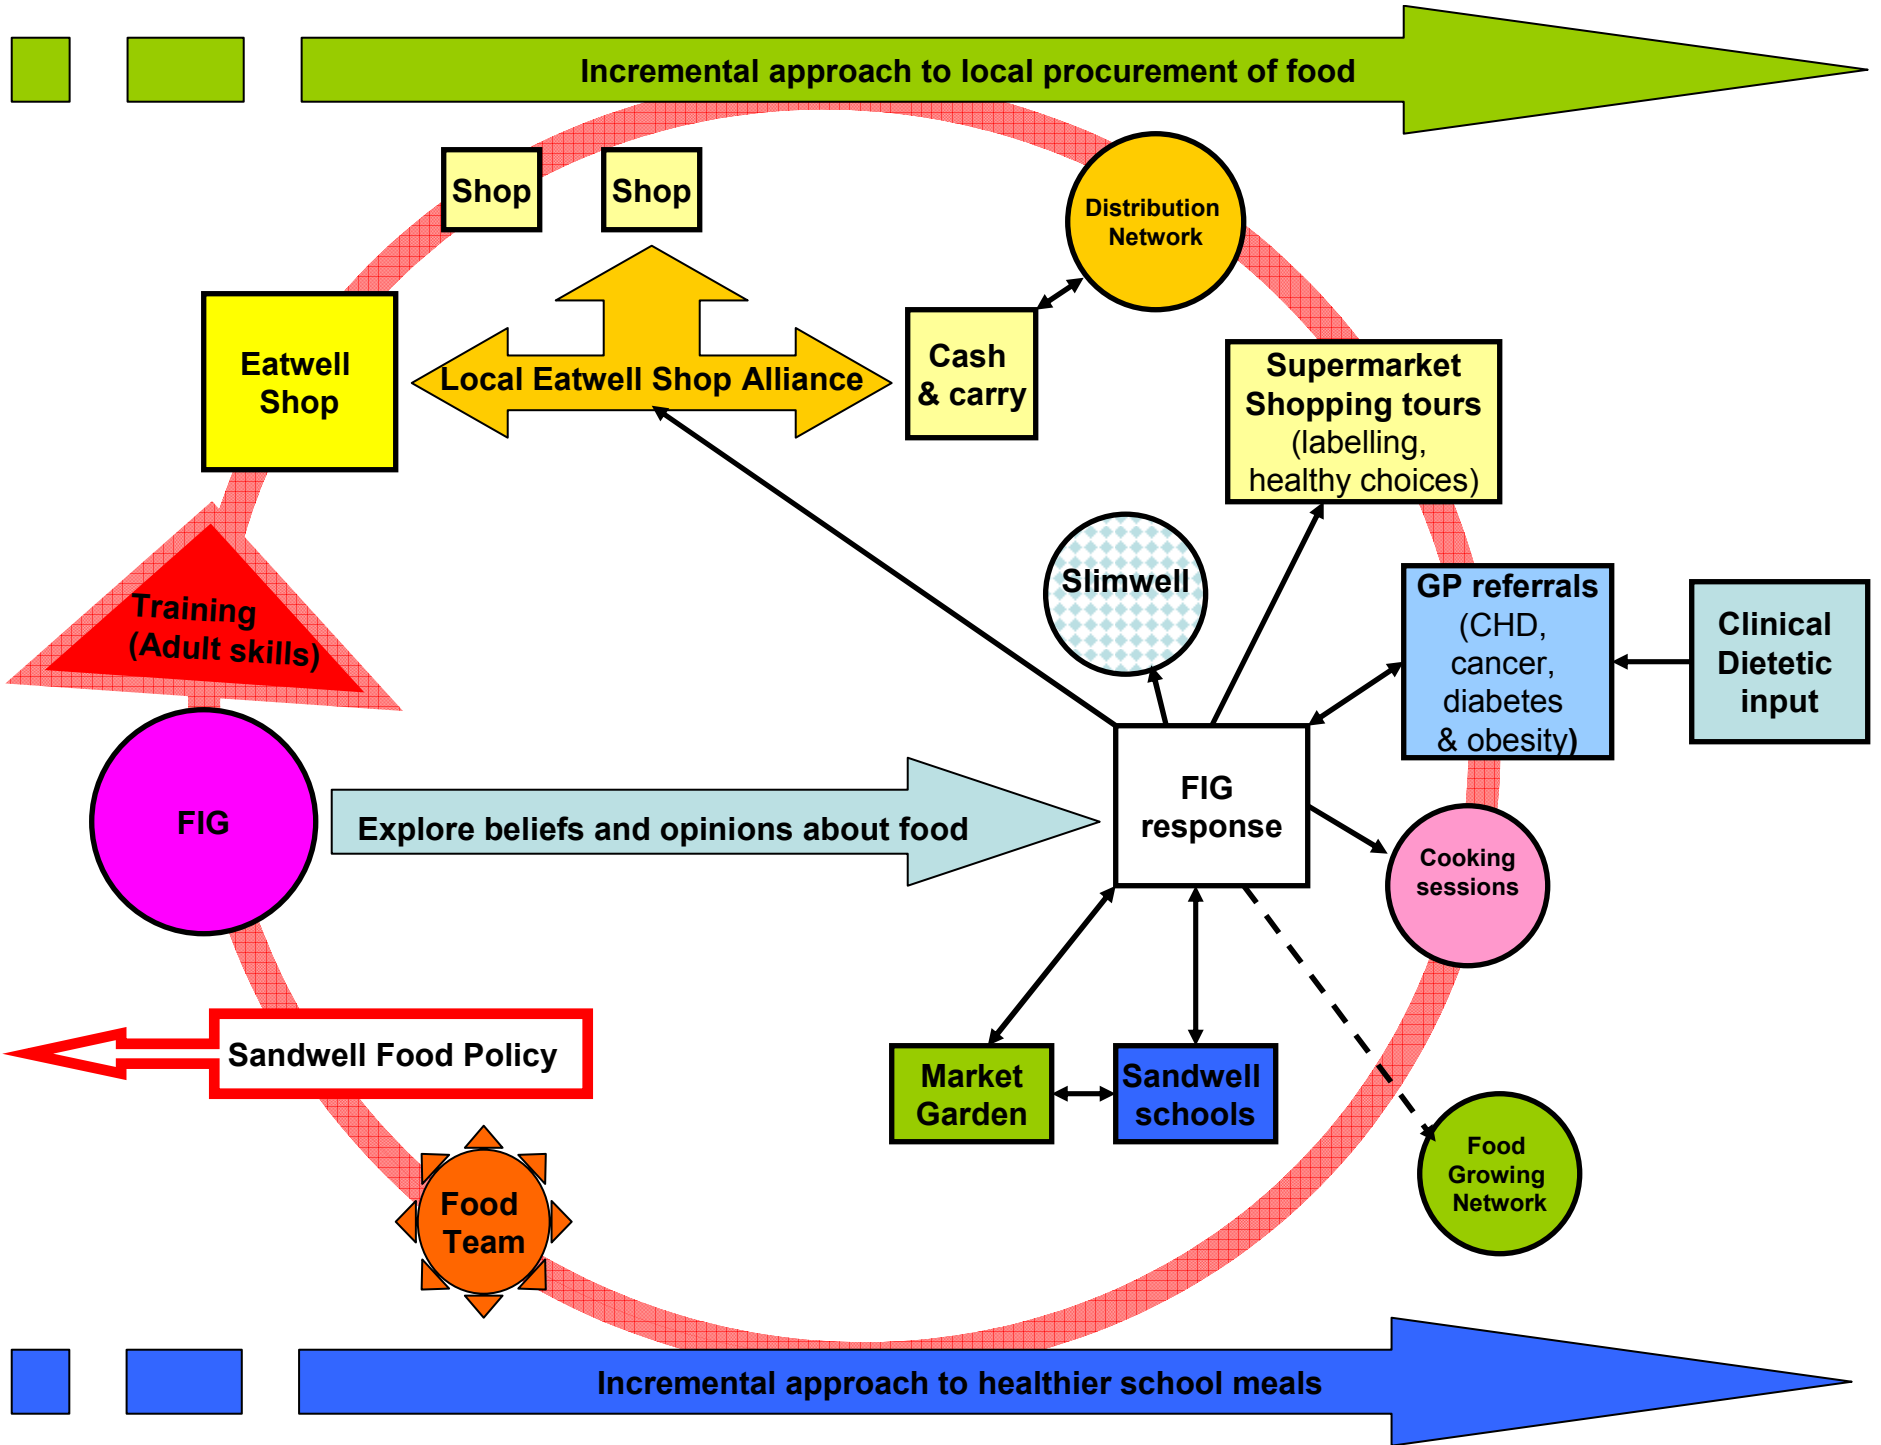 Incremental approach to local procurement of food
Shop
Shop
Distribution
Network
Eatwell
Shop
Local Eatwell Shop Alliance
Cash
& carry
Supermarket
Shopping tours
(labelling,
healthy choices)
Slimwell
GP referrals
(CHD,
cancer,
diabetes
& obesity)
Clinical
Dietetic
input
Training
(Adult skills)
FIG
Explore beliefs and opinions about food
FIG
response
Cooking
sessions
Sandwell Food Policy
Market
Garden
Sandwell
schools
Food
Growing
Network
Food
Team
Incremental approach to healthier school meals